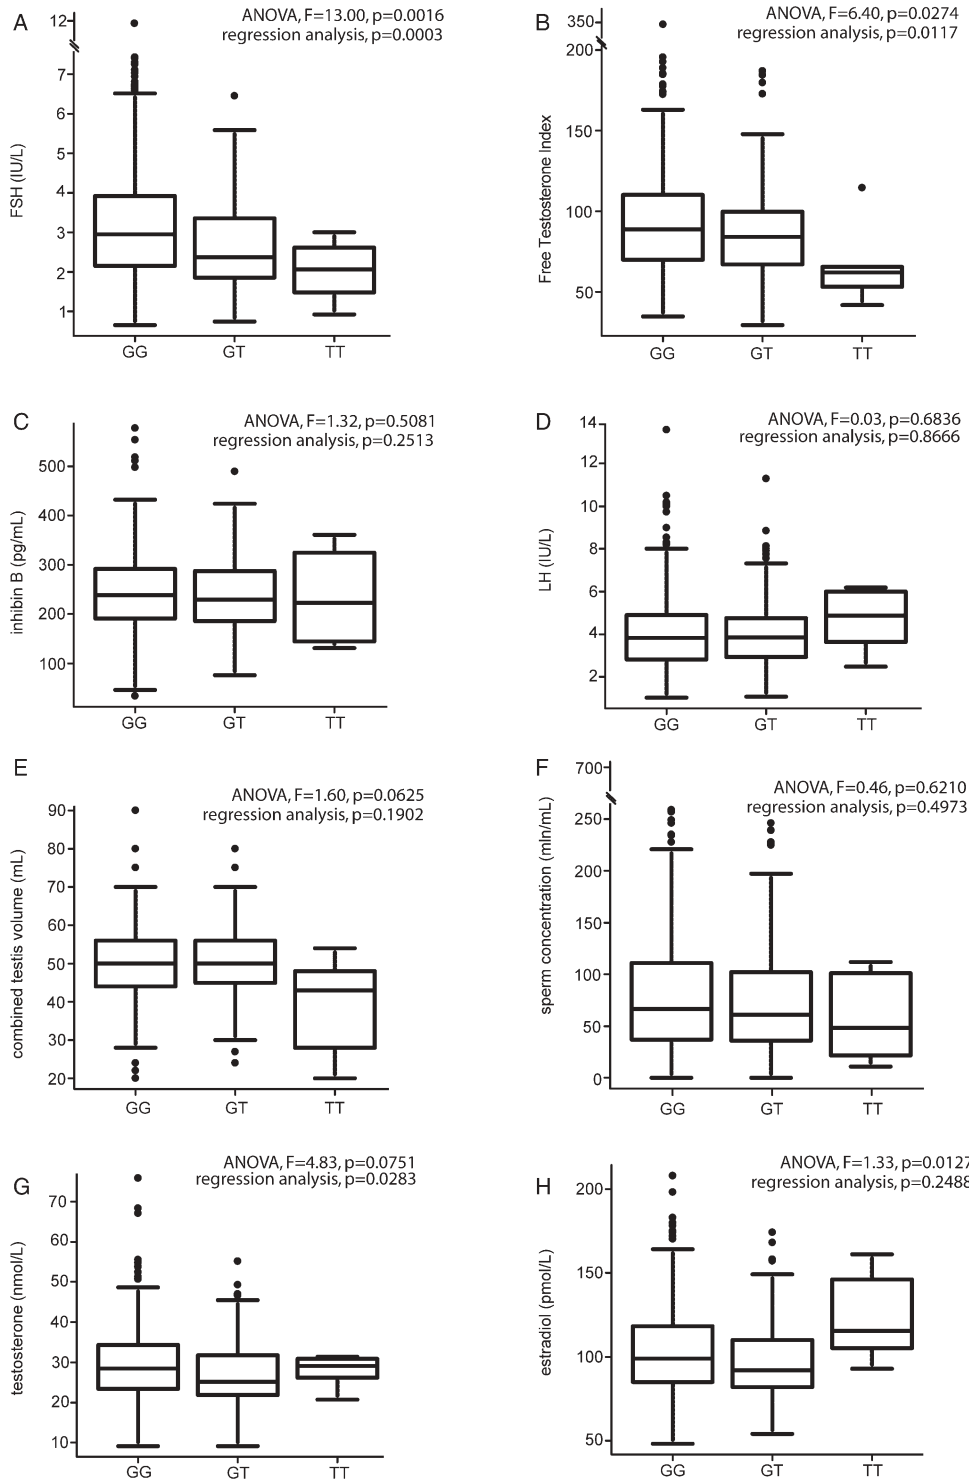 A
ANOVA, F=13.00, p=0.0016
regression analysis, p=0.0003
FSH (IU/L)
12
7
6
5
4
3
2
1
GG GT TT
B
ANOVA, F=6.40, p=0.0274
regression analysis, p=0.0117
Free Testosterone Index
350
200
150
100
50
GG GT TT
C
ANOVA, F=1.32, p=0.5081
regression analysis, p=0.2513
inhibin B (pg/mL)
500
400
300
200
100
GG GT TT
D
ANOVA, F=0.03, p=0.6836
regression analysis, p=0.8666
LH (IU/L)
14
12
10
8
6
4
2
GG GT TT
E
ANOVA, F=1.60, p=0.0625
regression analysis, p=0.1902
combined testis volume (mL)
90
80
70
60
50
40
30
20
GG GT TT
F
ANOVA, F=0.46, p=0.6210
regression analysis, p=0.4973
sperm concentration (mln/mL)
700
250
200
150
100
50
0
GG GT TT
G
ANOVA, F=4.83, p=0.0751
regression analysis, p=0.0283
testosterone (nmol/L)
70
60
50
40
30
20
10
GG GT TT
H
ANOVA, F=1.33, p=0.0127
regression analysis, p=0.2488
estradiol (pmol/L)
200
150
100
50
GG GT TT